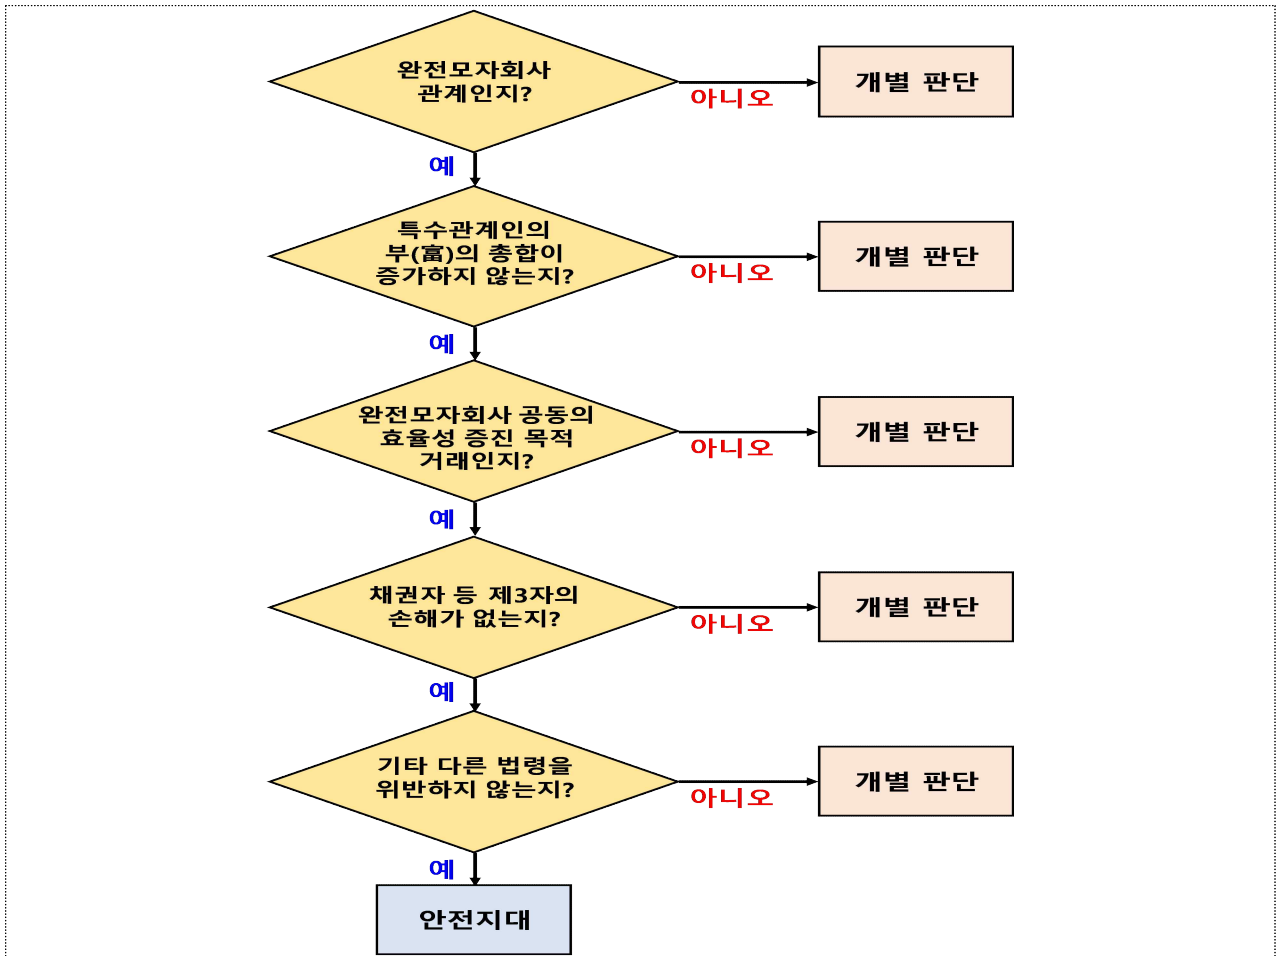 완전모자회사
관계인지?
아니오
개별 판단
예
특수관계인의
부(富)의 총합이
증가하지 않는지?
아니오
개별 판단
예
완전모자회사 공동의
효율성 증진 목적
거래인지?
아니오
개별 판단
예
채권자 등 제3자의
손해가 없는지?
아니오
개별 판단
예
기타 다른 법령을
위반하지 않는지?
아니오
개별 판단
예
안전지대